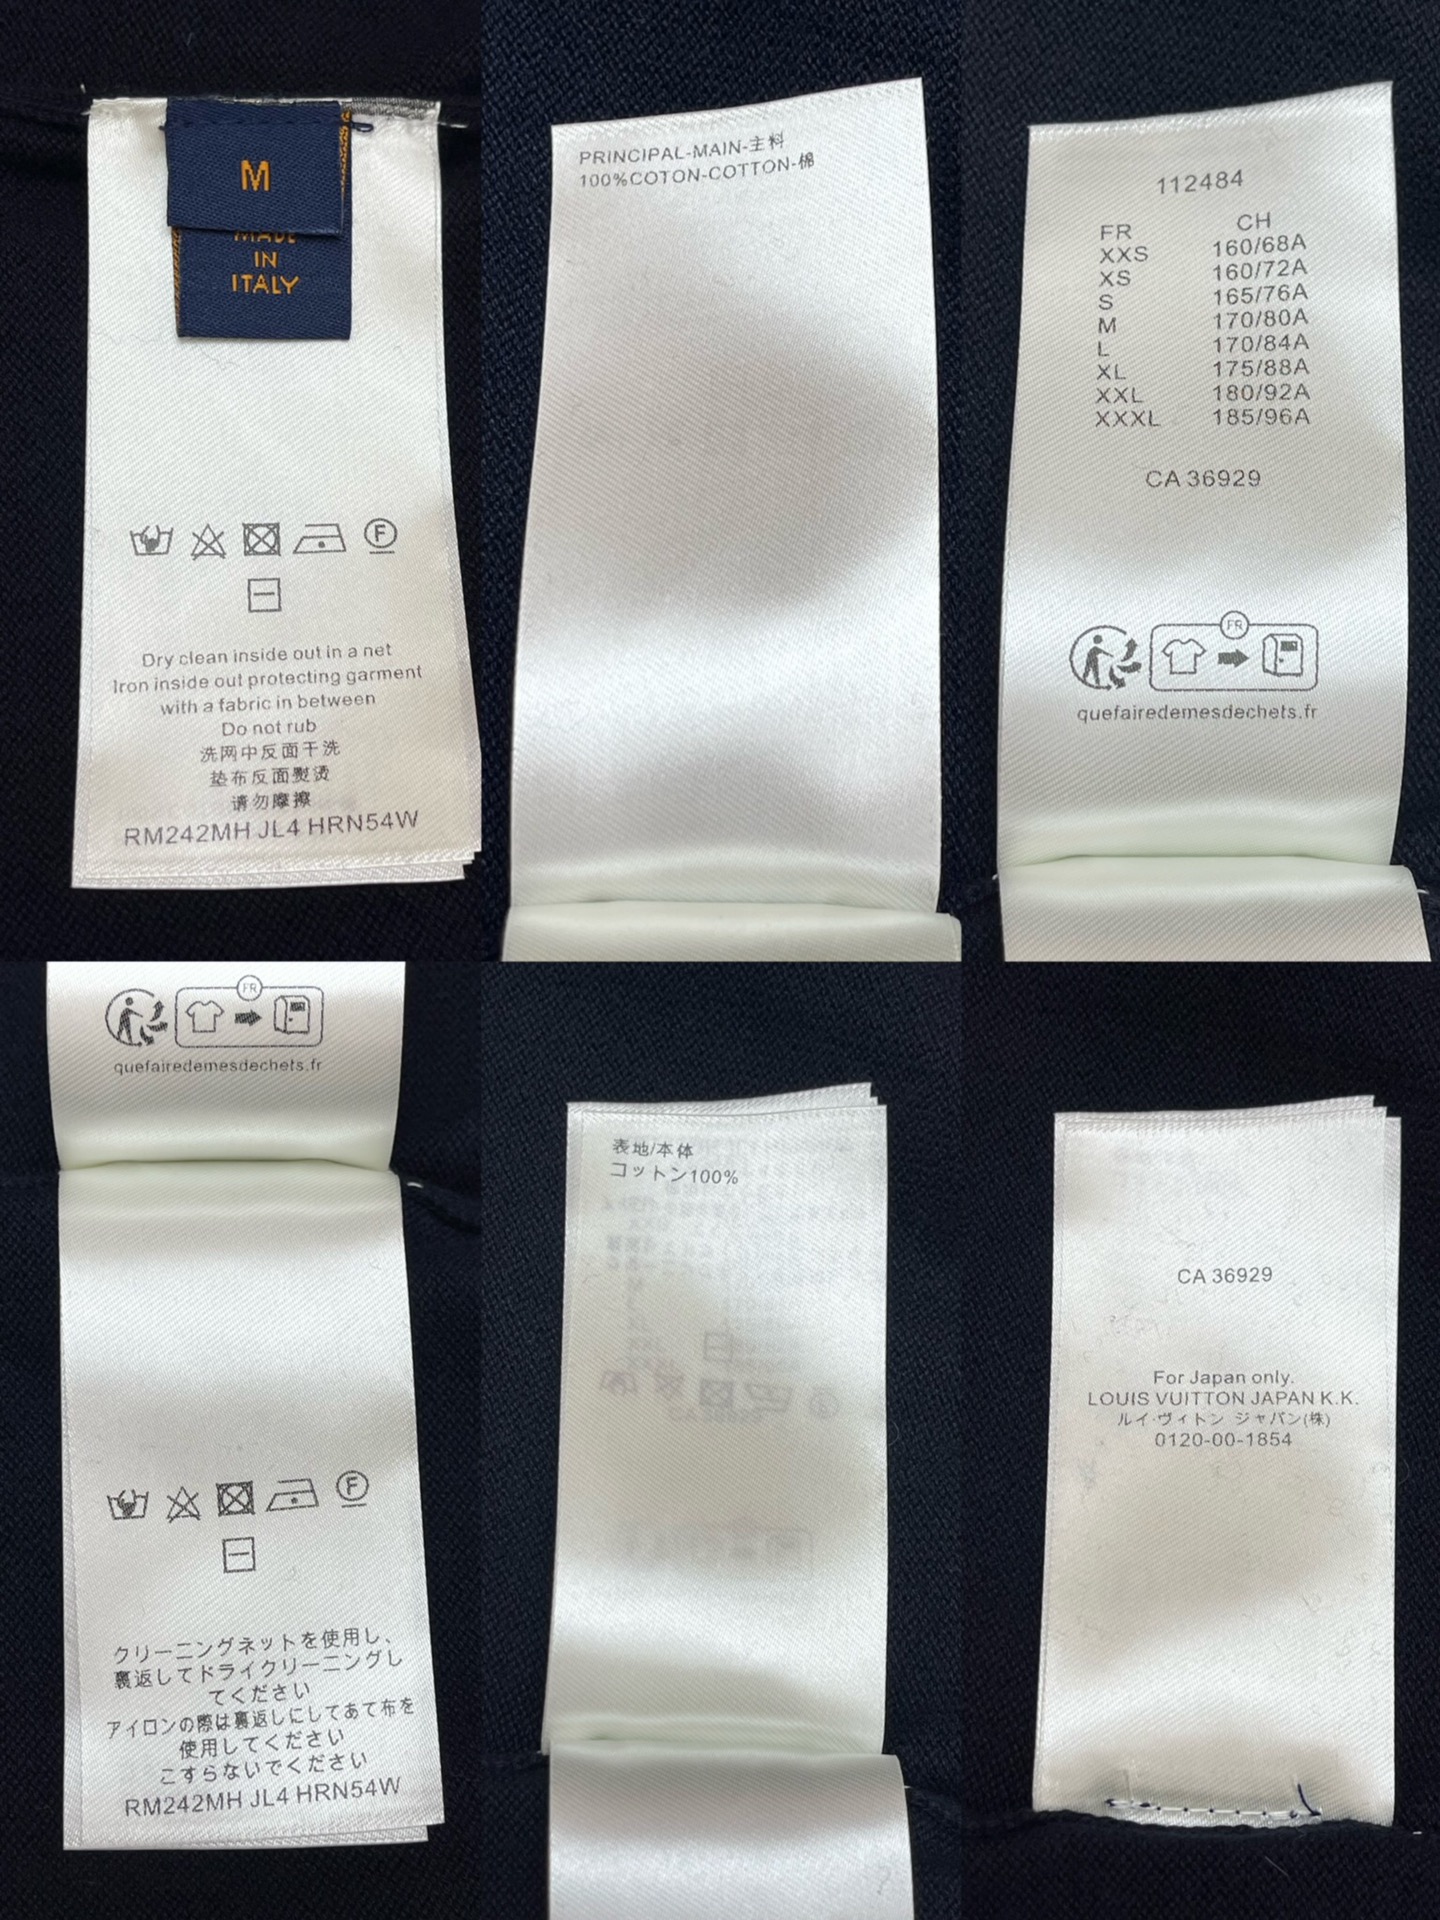 M
MADE
IN
ITALY
F
Dry clean inside out in a net
Iron inside out protecting garment
with a fabric in between
Do not rub
洗网中反面干洗
垫布反面熨烫
请勿摩擦
RM242MH JL4 HRN54W
PRINCIPAL-MAIN-主料
100%COTON-COTTON-棉
112484
FR CH
XXS 160/68A
XS 160/72A
S 165/76A
M 170/80A
L 170/84A
XL 175/88A
XXL 180/92A
XXXL 185/96A
CA 36929
FR
quefairedemesdechets.fr
FR
quefairedemesdechets.fr
F
クリーニングネットを使用し、
裏返してドライクリーニングし
てください
アイロンの際は裏返しにしてあて布を
使用してください
こすらないでください
RM242MH JL4 HRN54W
表地/本体
コットン100%
CA 36929
For Japan only.
LOUIS VUITTON JAPAN K.K.
ルイ·ヴィトン ジャパン(株)
0120-00-1854